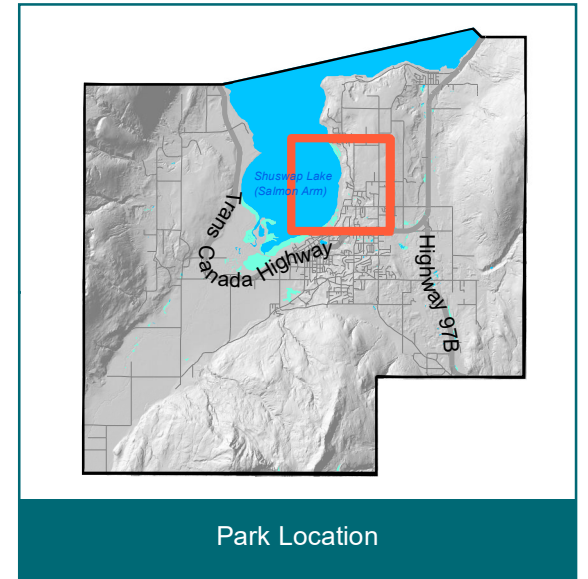 Shuswap Lake
(Salmon Arm)
Trans Canada Highway
Highway 97B
Park Location